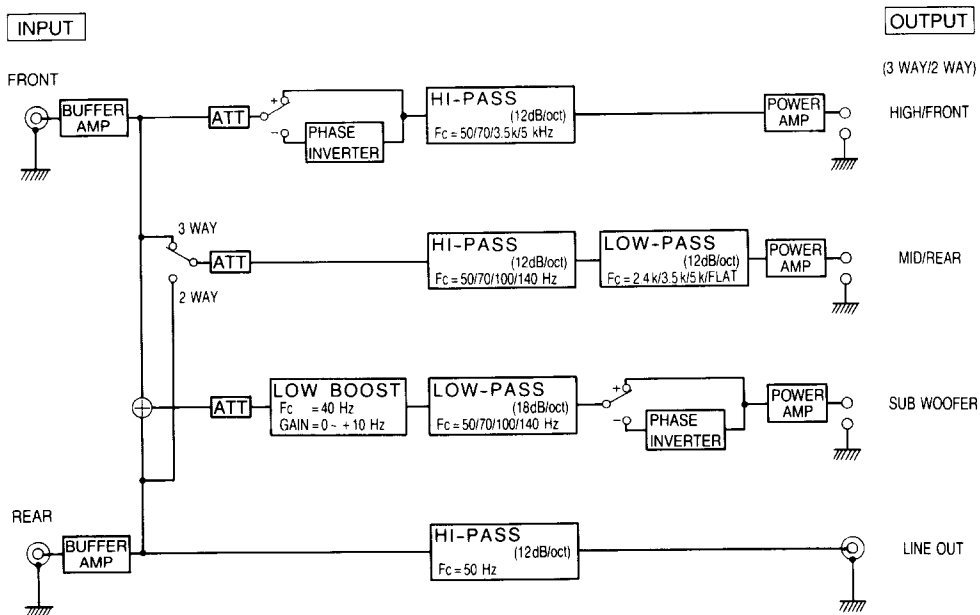 INPUT
OUTPUT
(3 WAY/2 WAY)
FRONT
BUFFER
AMP
ATT
+
−
PHASE
INVERTER
HI-PASS
(12dB/oct)
Fc = 50/70/3.5k/5 kHz
POWER
AMP
HIGH/FRONT
3 WAY
2 WAY
ATT
HI-PASS
(12dB/oct)
Fc = 50/70/100/140 Hz
LOW-PASS
(12dB/oct)
Fc = 2.4k/3.5k/5k/FLAT
POWER
AMP
MID/REAR
ATT
LOW BOOST
Fc = 40 Hz
GAIN = 0 ~ +10 Hz
LOW-PASS
(18dB/oct)
Fc = 50/70/100/140 Hz
+
−
PHASE
INVERTER
POWER
AMP
SUB WOOFER
REAR
BUFFER
AMP
HI-PASS
(12dB/oct)
Fc = 50 Hz
LINE OUT